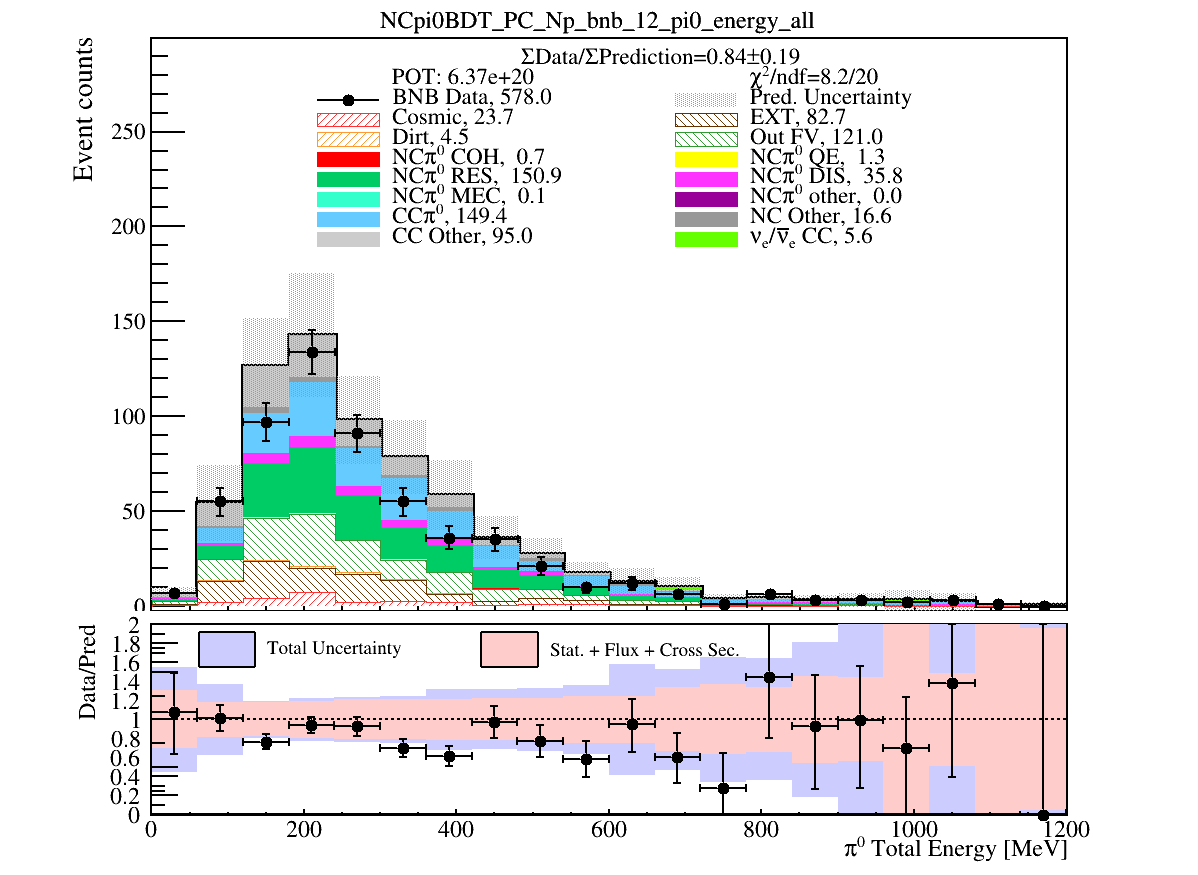 NCpi0BDT_PC_Np_bnb_12_pi0_energy_all
ΣData/ΣPrediction=0.84±0.19
POT: 6.37e+20
χ²/ndf=8.2/20
BNB Data, 578.0
Pred. Uncertainty
Cosmic, 23.7
EXT, 82.7
Dirt, 4.5
Out FV, 121.0
NCπ⁰ COH, 0.7
NCπ⁰ QE, 1.3
NCπ⁰ RES, 150.9
NCπ⁰ DIS, 35.8
NCπ⁰ MEC, 0.1
NCπ⁰ other, 0.0
CCπ⁰, 149.4
NC Other, 16.6
CC Other, 95.0
νₑ/ν̅ₑ CC, 5.6
Event counts
250
200
150
100
50
0
Data/Pred
2
1.8
1.6
1.4
1.2
1
0.8
0.6
0.4
0.2
0
Total Uncertainty
Stat. + Flux + Cross Sec.
0 200 400 600 800 1000 1200
π⁰ Total Energy [MeV]